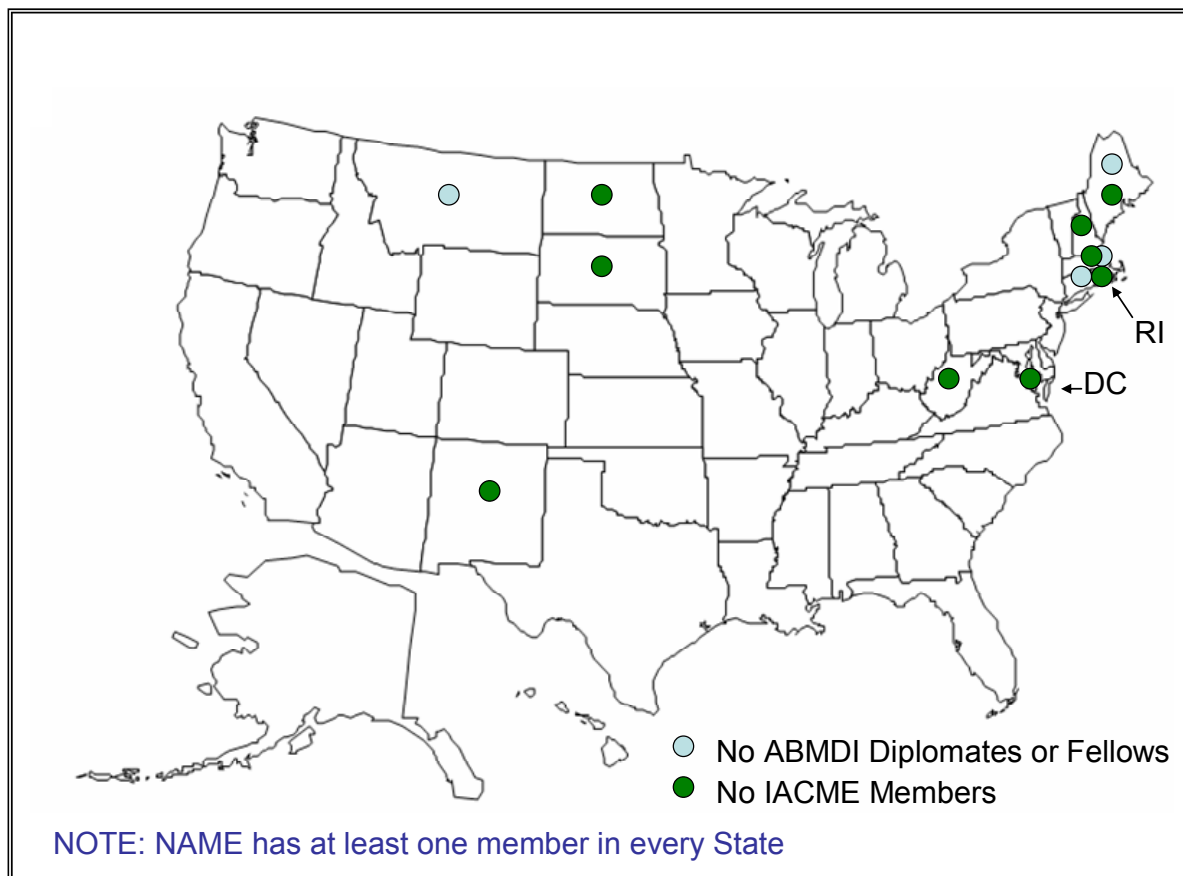 RI
DC
No ABMDI Diplomates or Fellows
No IACME Members
NOTE: NAME has at least one member in every State